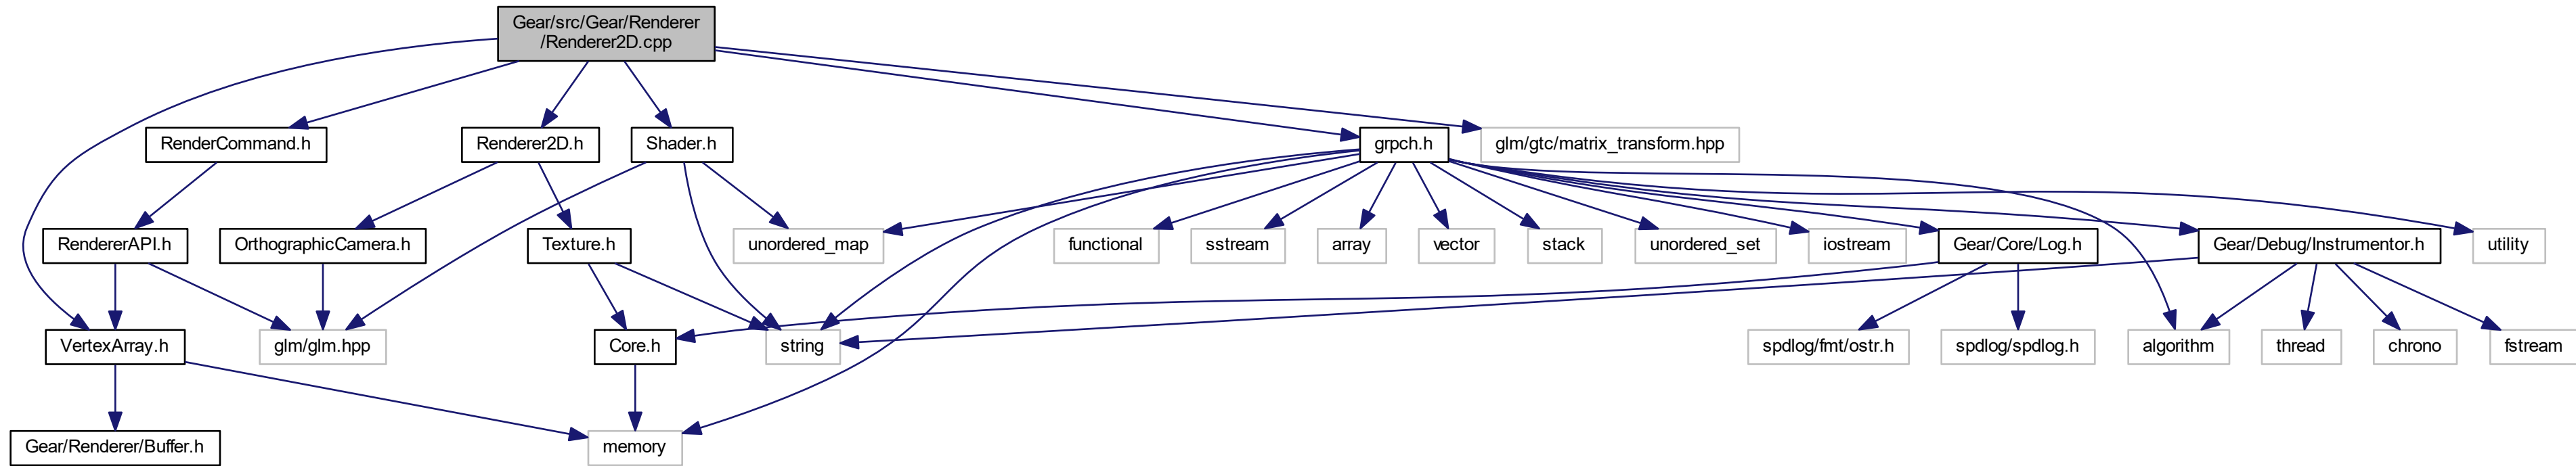 Gear/src/Gear/Renderer
/Renderer2D.cpp
RenderCommand.h
Renderer2D.h
Shader.h
grpch.h
glm/gtc/matrix_transform.hpp
RendererAPI.h
OrthographicCamera.h
Texture.h
unordered_map
functional
sstream
array
vector
stack
unordered_set
iostream
Gear/Core/Log.h
Gear/Debug/Instrumentor.h
utility
VertexArray.h
glm/glm.hpp
Core.h
string
spdlog/fmt/ostr.h
spdlog/spdlog.h
algorithm
thread
chrono
fstream
Gear/Renderer/Buffer.h
memory